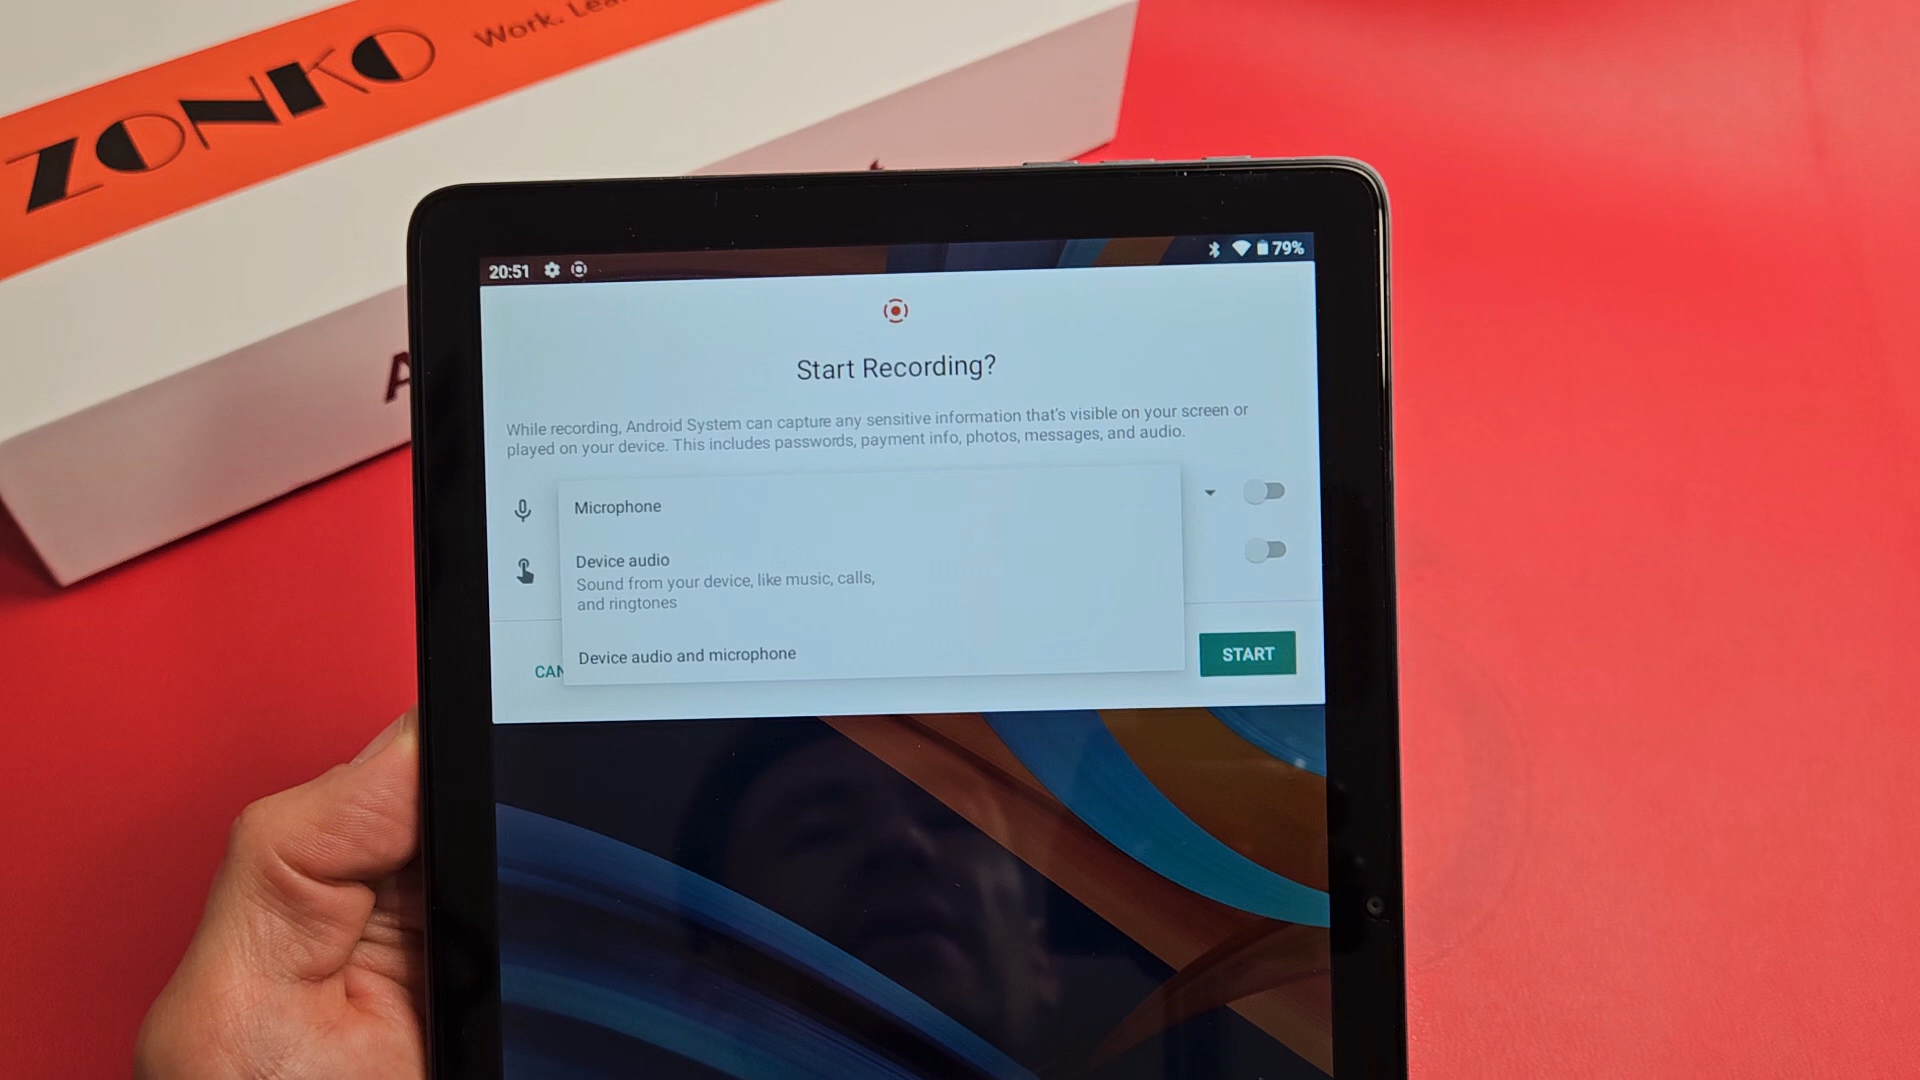 ZONKO
Work.
20:51
79%
Start Recording?
While recording, Android System can capture any sensitive information that's visible on your screen or
played on your device. This includes passwords, payment info, photos, messages, and audio.
Microphone
Device audio
Sound from your device, like music, calls,
and ringtones
Device audio and microphone
START